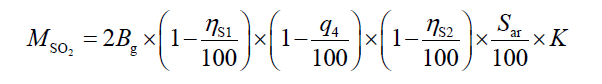 M_{SO_2} = 2B_g × (1 − η_{S1}/100) × (1 − q_4/100) × (1 − η_{S2}/100) × S_{ar}/100 × K